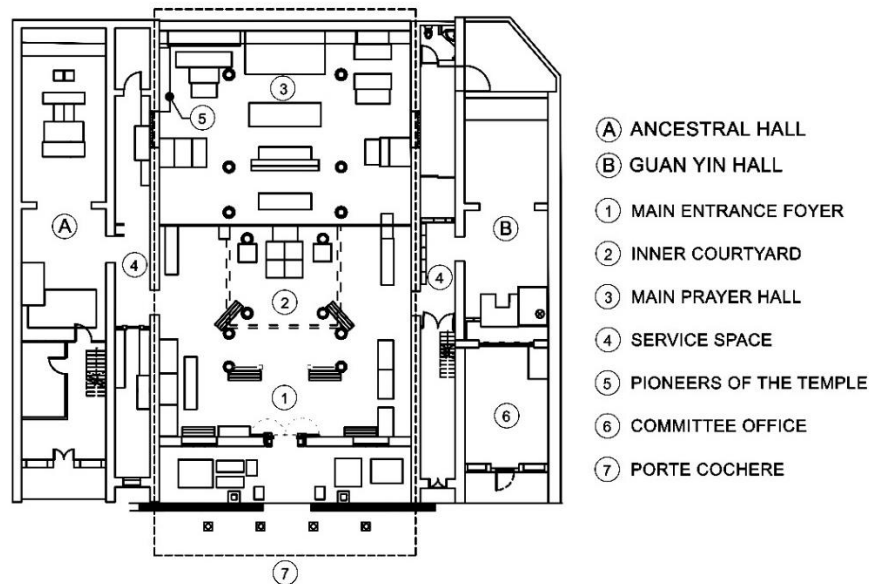 3
5
A
4
2
4
B
1
6
7
A ANCESTRAL HALL
B GUAN YIN HALL
1 MAIN ENTRANCE FOYER
2 INNER COURTYARD
3 MAIN PRAYER HALL
4 SERVICE SPACE
5 PIONEERS OF THE TEMPLE
6 COMMITTEE OFFICE
7 PORTE COCHERE